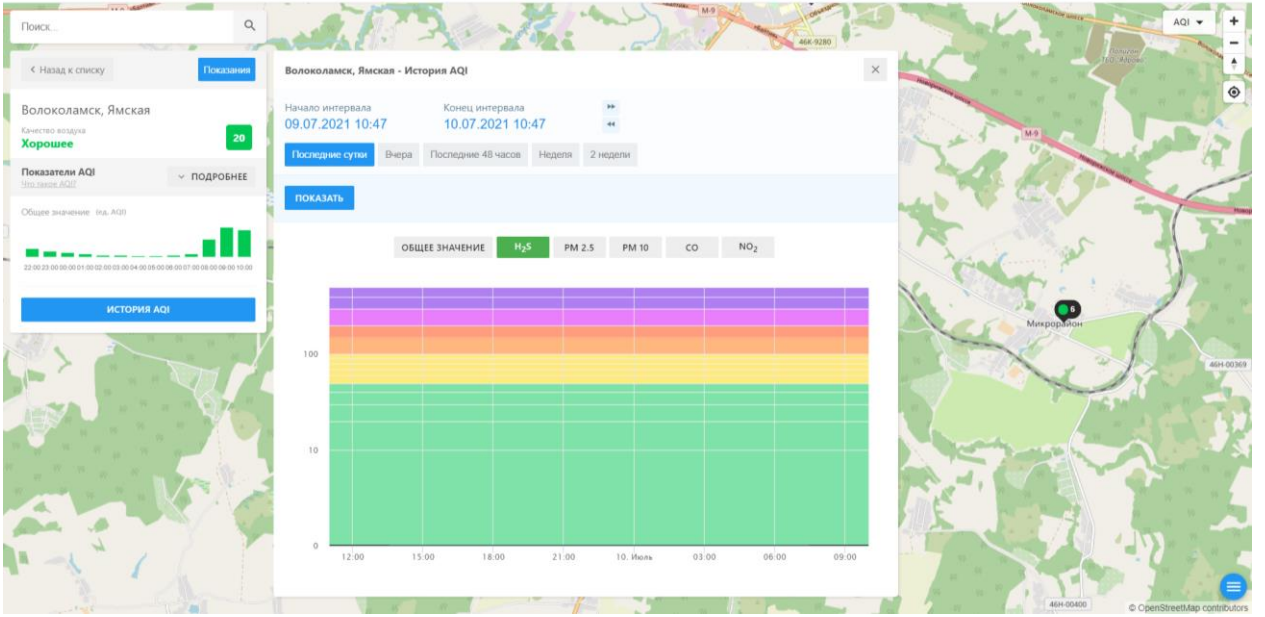 М-9
46К-9280
Поиск...
AQI
+
−
Назад к списку
Показания
Волоколамск, Ямская - История AQI
Волоколамск, Ямская
Качество воздуха
Хорошее
20
Начало интервала
Конец интервала
09.07.2021 10:47
10.07.2021 10:47
Последние сутки
Вчера
Последние 48 часов
Неделя
2 недели
Показатели AQI
Что такое AQI?
ПОДРОБНЕЕ
ПОКАЗАТЬ
Общее значение (ед. AQI)
22:00 23:00 00:00 01:00 02:00 03:00 04:00 05:00 06:00 07:00 08:00 09:00 10:00
ИСТОРИЯ AQI
ОБЩЕЕ ЗНАЧЕНИЕ
H₂S
PM 2.5
PM 10
CO
NO₂
100
10
0
12:00
15:00
18:00
21:00
10. Июль
03:00
06:00
09:00
М-9
Новорижское шоссе
6
Микрорайон
46Н-00369
46Н-00400
© OpenStreetMap contributors